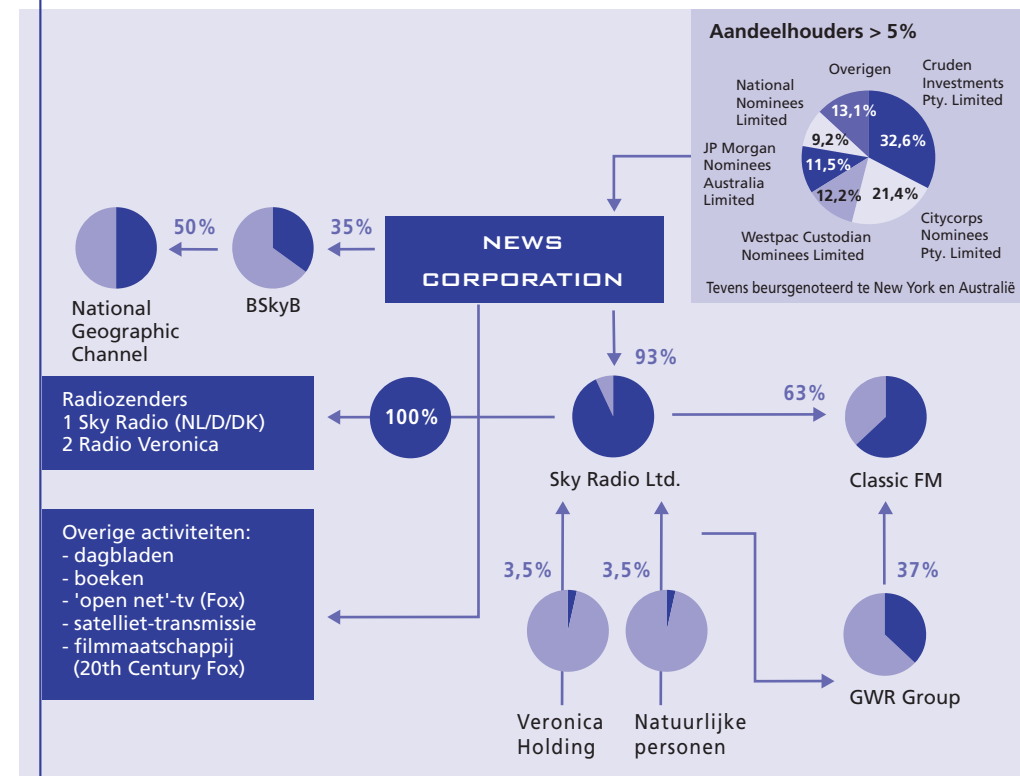 Aandeelhouders > 5%
Overigen
Cruden
Investments
Pty. Limited
National
Nominees
Limited
13,1%
9,2%
32,6%
JP Morgan
Nominees
Australia
Limited
11,5%
12,2%
21,4%
Westpac Custodian
Nominees Limited
Citycorps
Nominees
Pty. Limited
Tevens beursgenoteerd te New York en Australië
50%
35%
NEWS
CORPORATION
National
Geographic
Channel
BSkyB
93%
Radiozenders
1 Sky Radio (NL/D/DK)
2 Radio Veronica
100%
63%
Sky Radio Ltd.
Classic FM
Overige activiteiten:
- dagbladen
- boeken
- 'open net'-tv (Fox)
- satelliet-transmissie
- filmmaatschappij
(20th Century Fox)
3,5%
3,5%
37%
Veronica
Holding
Natuurlijke
personen
GWR Group